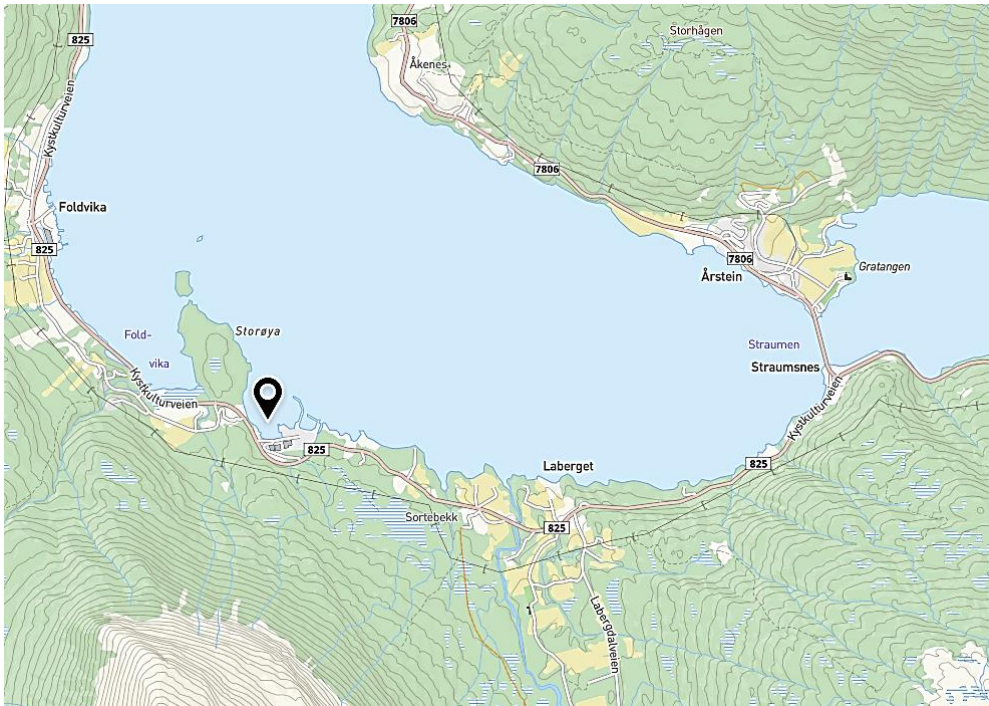 7806
Storhågen
825
Åkenes
Kystkulturveien
7806
Foldvika
825
7806
Gratangen
Årstein
Fold-
vika
Storøya
Straumen
Straumsnes
Kystkulturveien
Kystkulturveien
825
825
Laberget
Sortebekk
825
Labergdalveien